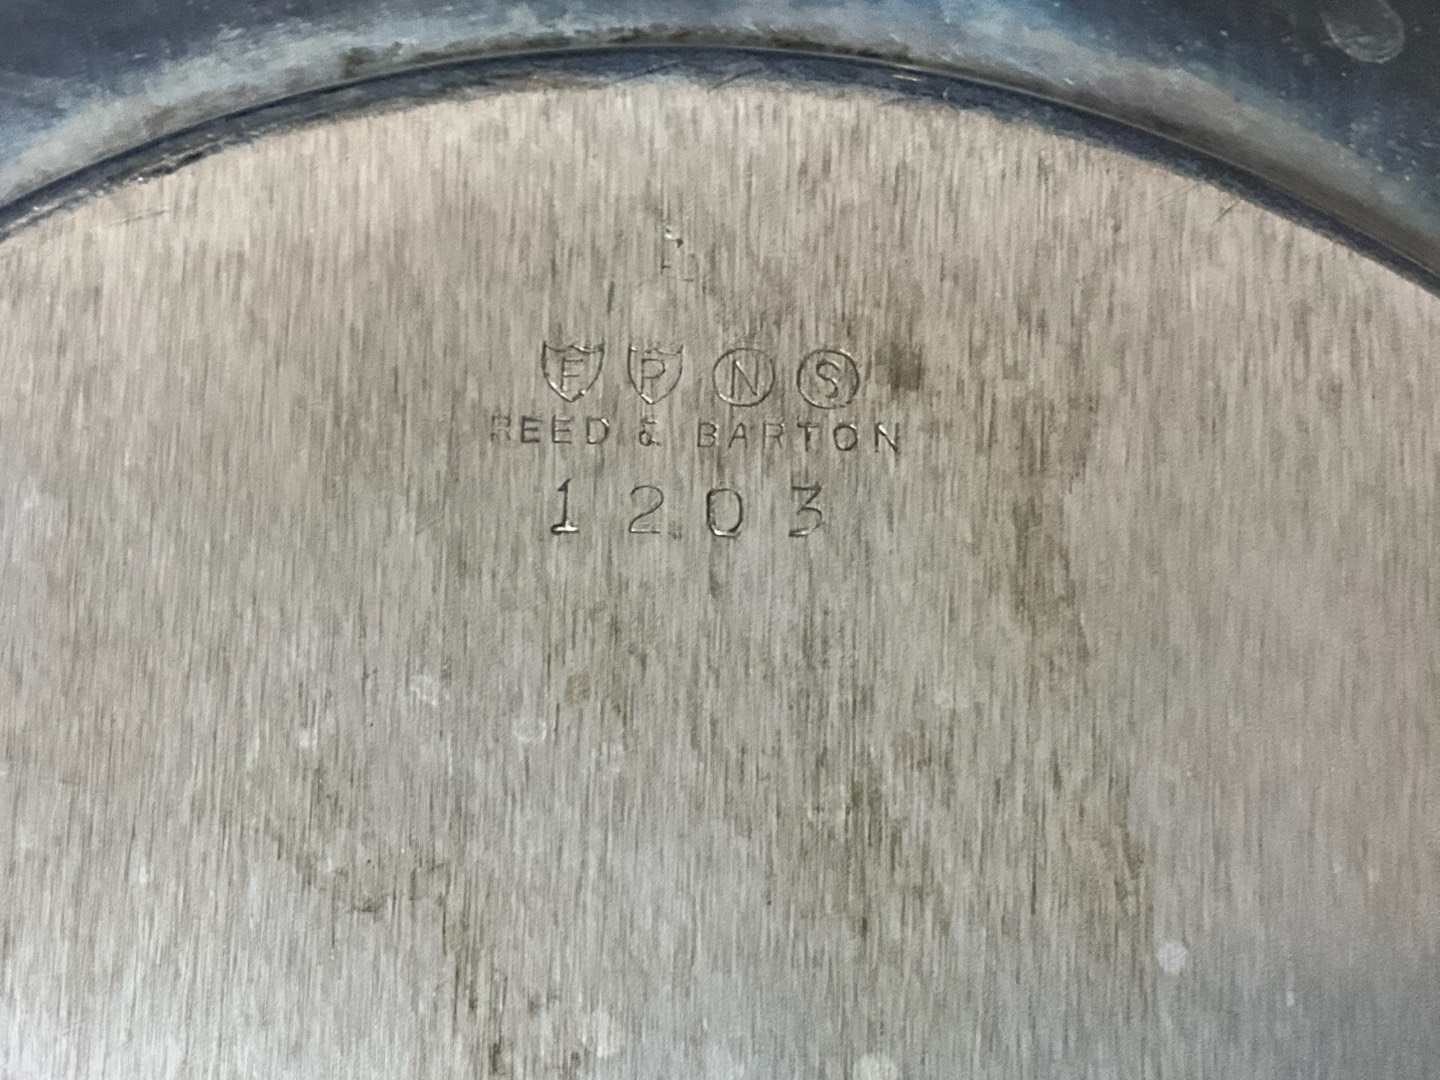 E P N S
REED & BARTON
1203